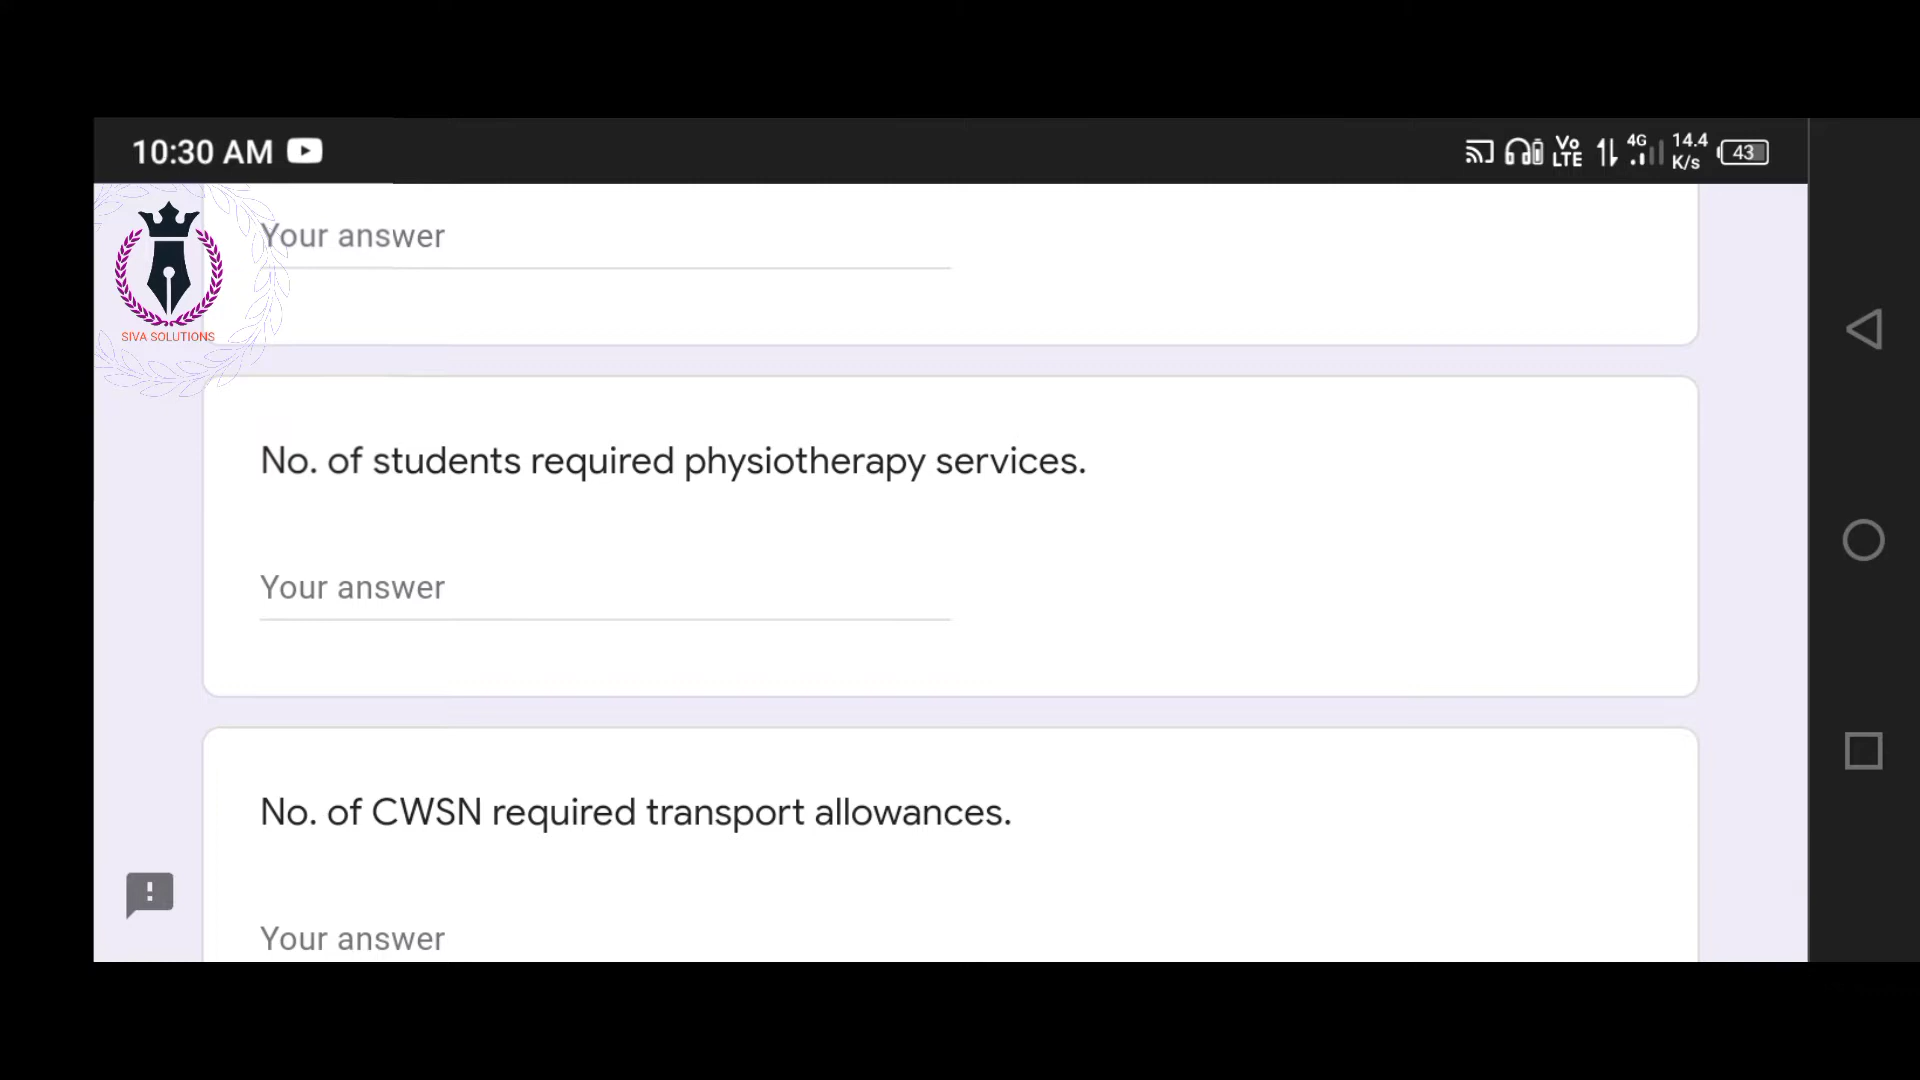 10:30 AM
Vo LTE 4G 14.4 K/s 43
Your answer
SIVA SOLUTIONS
No. of students required physiotherapy services.
Your answer
No. of CWSN required transport allowances.
Your answer